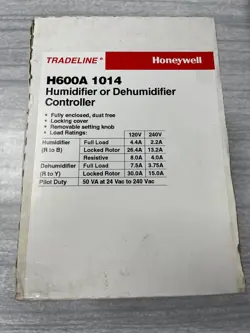 TRADELINE® Honeywell
H600A 1014
Humidifier or Dehumidifier
Controller
• Fully enclosed, dust free
• Locking cover
• Removable setting knob
• Load Ratings: 120V 240V
Humidifier Full Load 4.4A 2.2A
(R to B) Locked Rotor 26.4A 13.2A
Resistive 8.0A 4.0A
Dehumidifier Full Load 7.5A 3.75A
(R to Y) Locked Rotor 30.0A 15.0A
Pilot Duty 50 VA at 24 Vac to 240 Vac